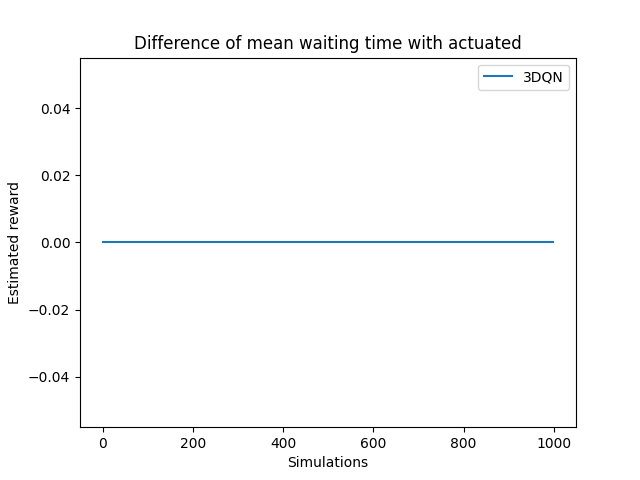 Difference of mean waiting time with actuated
3DQN
0.04
0.02
0.00
−0.02
−0.04
Estimated reward
0 200 400 600 800 1000
Simulations